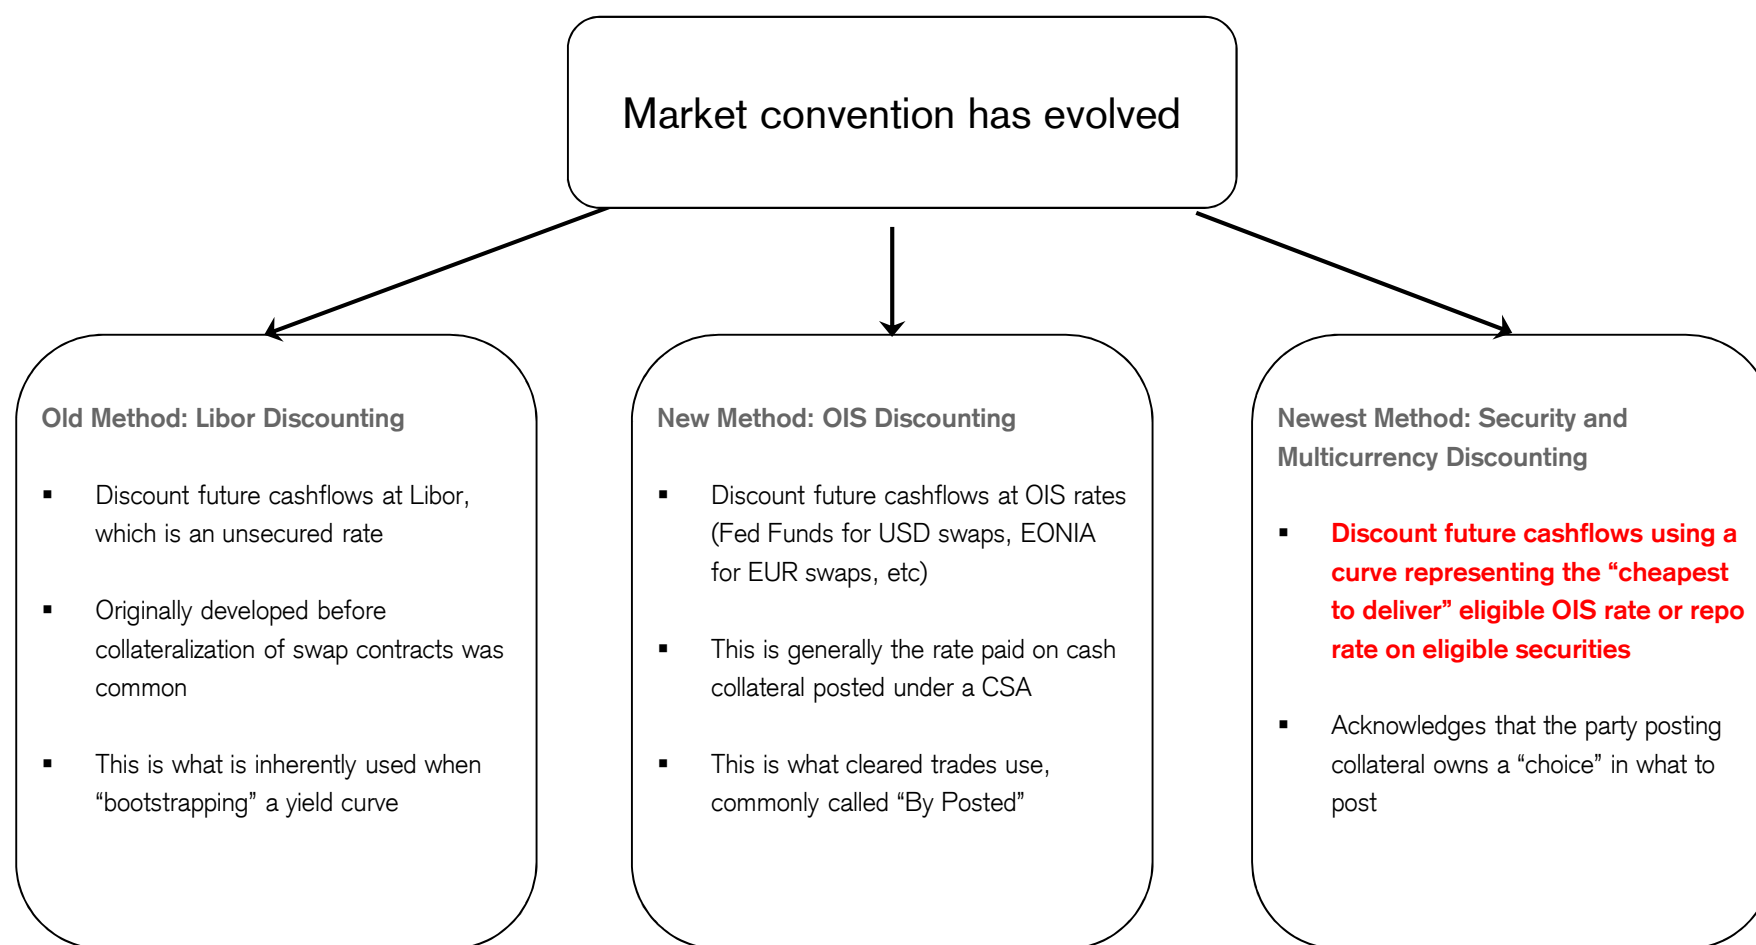 Market convention has evolved
Old Method: Libor Discounting
▪ Discount future cashflows at Libor,
which is an unsecured rate
▪ Originally developed before
collateralization of swap contracts was
common
▪ This is what is inherently used when
“bootstrapping” a yield curve
New Method: OIS Discounting
▪ Discount future cashflows at OIS rates
(Fed Funds for USD swaps, EONIA
for EUR swaps, etc)
▪ This is generally the rate paid on cash
collateral posted under a CSA
▪ This is what cleared trades use,
commonly called “By Posted”
Newest Method: Security and
Multicurrency Discounting
▪ Discount future cashflows using a
curve representing the “cheapest
to deliver” eligible OIS rate or repo
rate on eligible securities
▪ Acknowledges that the party posting
collateral owns a “choice” in what to
post